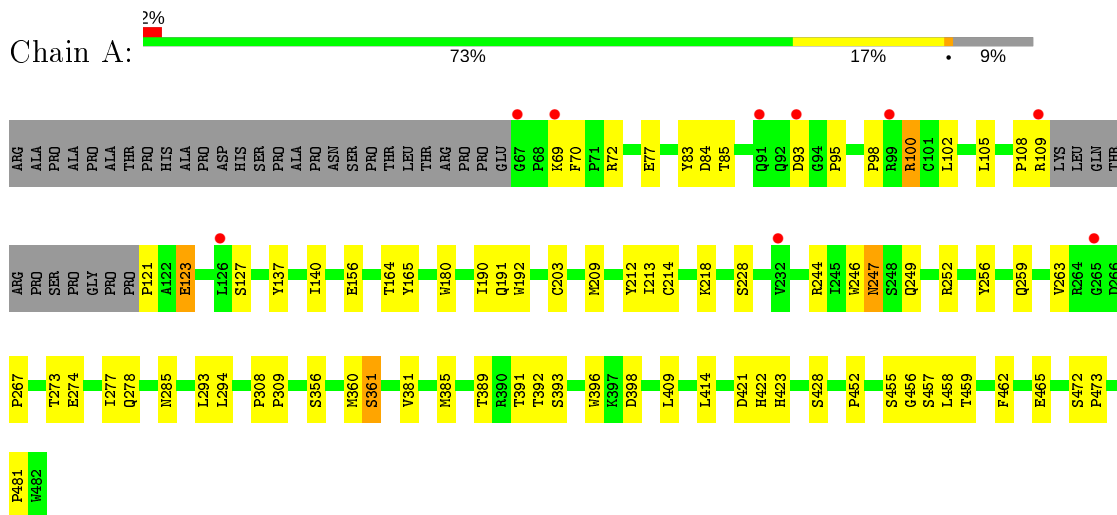 2%
Chain A:
73% 17% • 9%
ARG ALA PRO ALA PRO ALA THR PRO HIS ALA PRO ASP HIS SER PRO ALA PRO ASN SER PRO THR LEU THR ARG PRO PRO GLU G67 P68 K69 F70 P71 R72 E77 Y83 D84 T85 Q91 Q92 D93 G94 P95 P98 R99 R100 C101 L102 L105 P108 R109 LYS LEU GLN THR
ARG PRO SER PRO GLY PRO PRO P121 A122 E123 L126 S127 Y137 I140 E156 T164 Y165 W180 I190 Q191 W192 C203 M209 Y212 I213 C214 K218 S228 V232 R244 I245 W246 N247 S248 Q249 R252 Y256 Q259 V263 R264 G265 D266
P267 T273 E274 I277 Q278 N285 L293 L294 P308 P309 S356 M360 S361 V381 M385 T389 R390 T391 T392 S393 W396 K397 D398 L409 L414 D421 H422 H423 S428 P452 S455 G456 S457 L458 T459 F462 E465 S472 P473
P481 W482